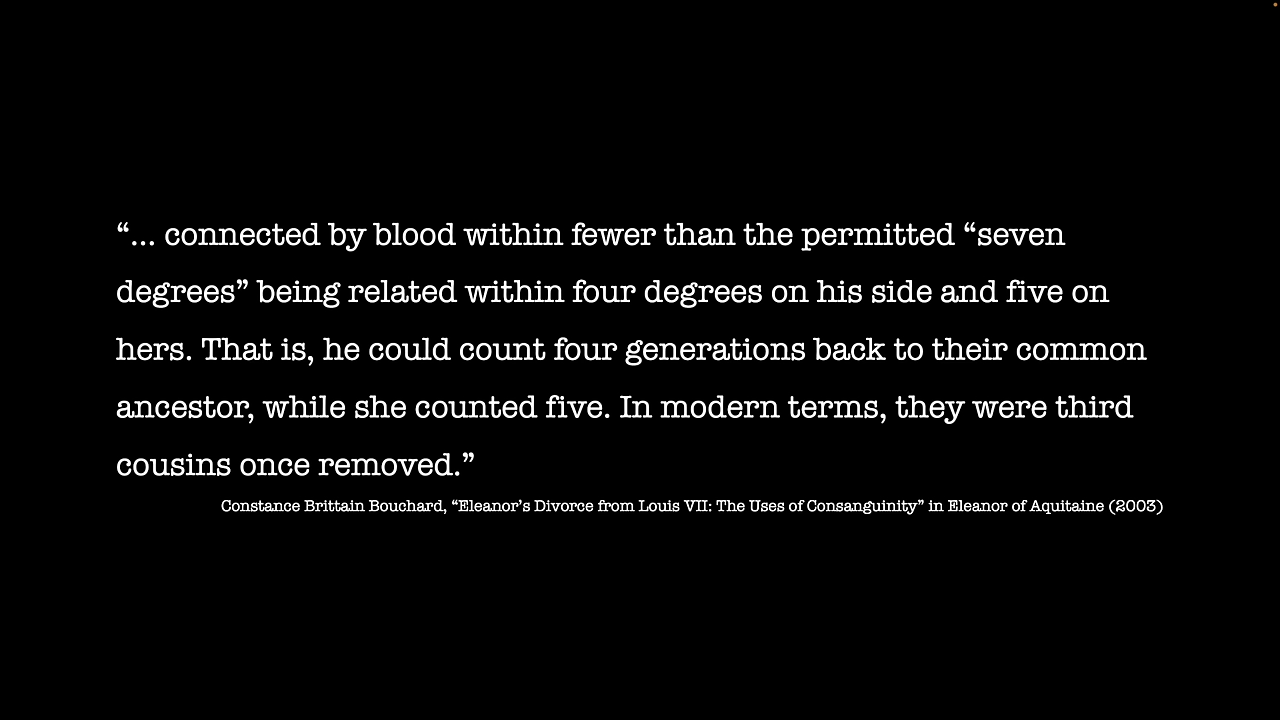 “... connected by blood within fewer than the permitted “seven
degrees” being related within four degrees on his side and five on
hers. That is, he could count four generations back to their common
ancestor, while she counted five. In modern terms, they were third
cousins once removed.”
Constance Brittain Bouchard, “Eleanor’s Divorce from Louis VII: The Uses of Consanguinity” in Eleanor of Aquitaine (2003)